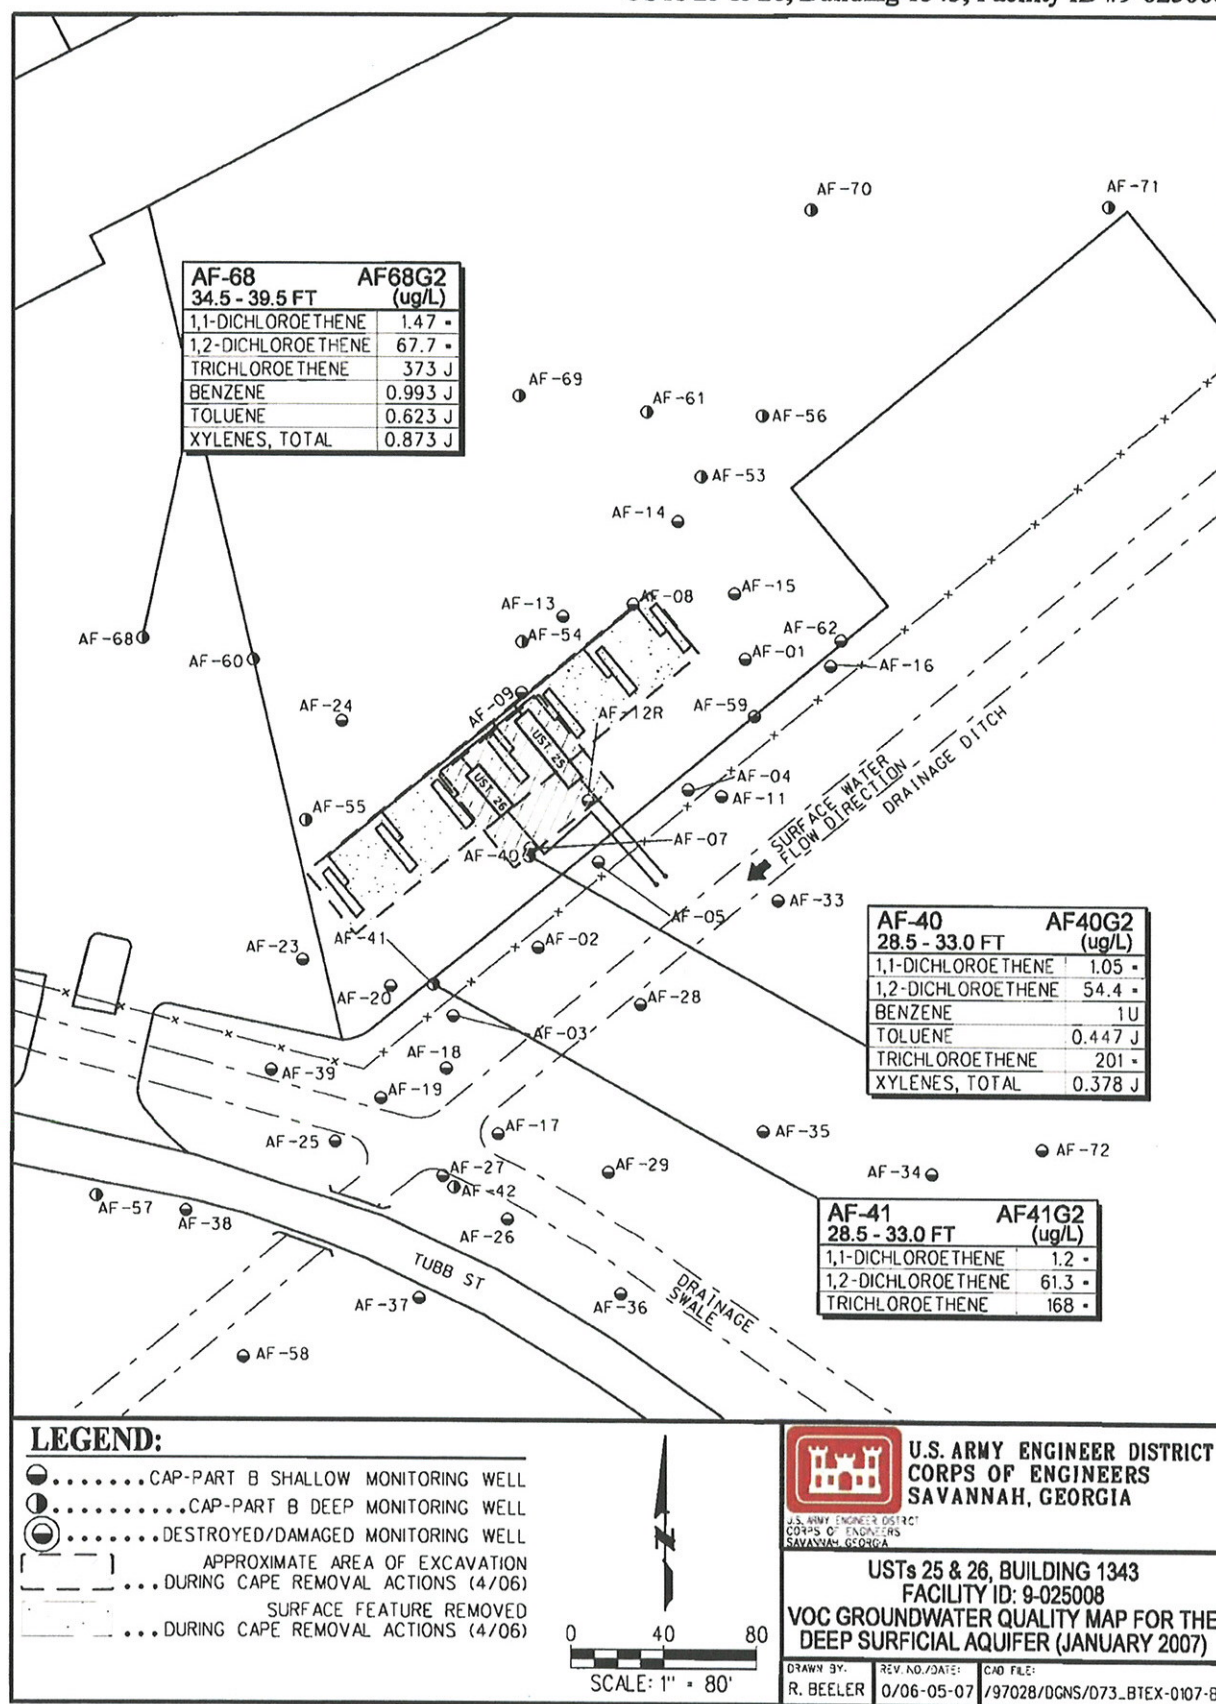 AF-70
AF-71
AF-68 AF68G2
34.5 - 39.5 FT (ug/L)
1,1-DICHLOROETHENE 1.47 =
1,2-DICHLOROETHENE 67.7 =
TRICHLOROETHENE 373 J
BENZENE 0.993 J
TOLUENE 0.623 J
XYLENES, TOTAL 0.873 J
AF-69
AF-61
AF-56
AF-53
AF-14
AF-15
AF-08
AF-13
AF-54
AF-62
AF-68
AF-60
AF-01
AF-16
AF-24
AF-09
AF-12R
AF-59
UST 25
UST 26
AF-04
AF-11
AF-55
AF-07
AF-40
SURFACE WATER
FLOW DIRECTION
DRAINAGE DITCH
AF-33
AF-05
AF-40 AF40G2
28.5 - 33.0 FT (ug/L)
1,1-DICHLOROETHENE 1.05 =
1,2-DICHLOROETHENE 54.4 =
BENZENE 1 U
TOLUENE 0.447 J
TRICHLOROETHENE 201 =
XYLENES, TOTAL 0.378 J
AF-41
AF-23
AF-02
AF-20
AF-28
AF-03
AF-18
AF-39
AF-19
AF-25
AF-17
AF-35
AF-72
AF-34
AF-27
AF-29
AF-42
AF-57
AF-38
AF-26
AF-41 AF41G2
28.5 - 33.0 FT (ug/L)
1,1-DICHLOROETHENE 1.2 =
1,2-DICHLOROETHENE 61.3 =
TRICHLOROETHENE 168 =
TUBB ST
DRAINAGE
SWALE
AF-37
AF-36
AF-58
LEGEND:
.......CAP-PART B SHALLOW MONITORING WELL
..........CAP-PART B DEEP MONITORING WELL
.......DESTROYED/DAMAGED MONITORING WELL
APPROXIMATE AREA OF EXCAVATION
...DURING CAPE REMOVAL ACTIONS (4/06)
SURFACE FEATURE REMOVED
...DURING CAPE REMOVAL ACTIONS (4/06)
N
0 40 80
SCALE: 1" = 80'
U.S. ARMY ENGINEER DISTRICT
CORPS OF ENGINEERS
SAVANNAH, GEORGIA
U.S. ARMY ENGINEER DISTRICT
CORPS OF ENGINEERS
SAVANNAH, GEORGIA
USTs 25 & 26, BUILDING 1343
FACILITY ID: 9-025008
VOC GROUNDWATER QUALITY MAP FOR THE
DEEP SURFICIAL AQUIFER (JANUARY 2007)
DRAWN BY:
R. BEELER
REV. NO./DATE:
0/06-05-07
CAD FILE:
/97028/DGNS/D73_BTEX-0107-B